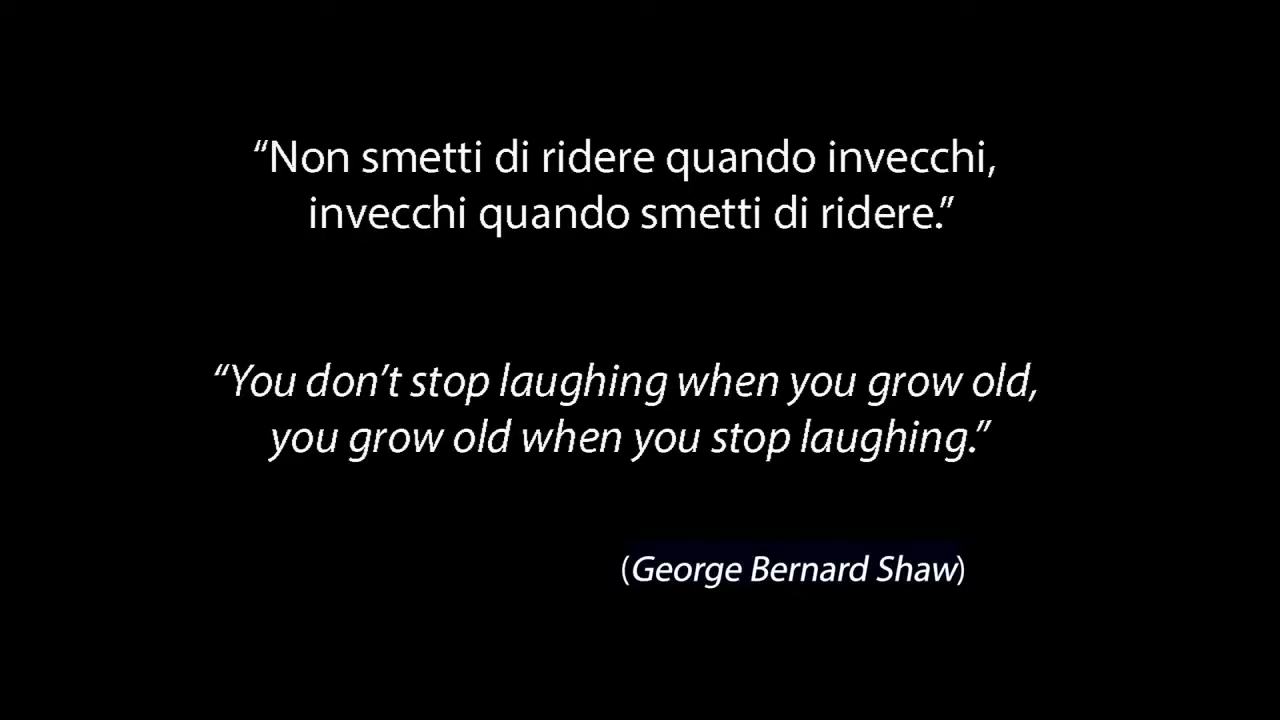 “Non smetti di ridere quando invecchi,
invecchi quando smetti di ridere.”
“You don’t stop laughing when you grow old,
you grow old when you stop laughing.”
(George Bernard Shaw)